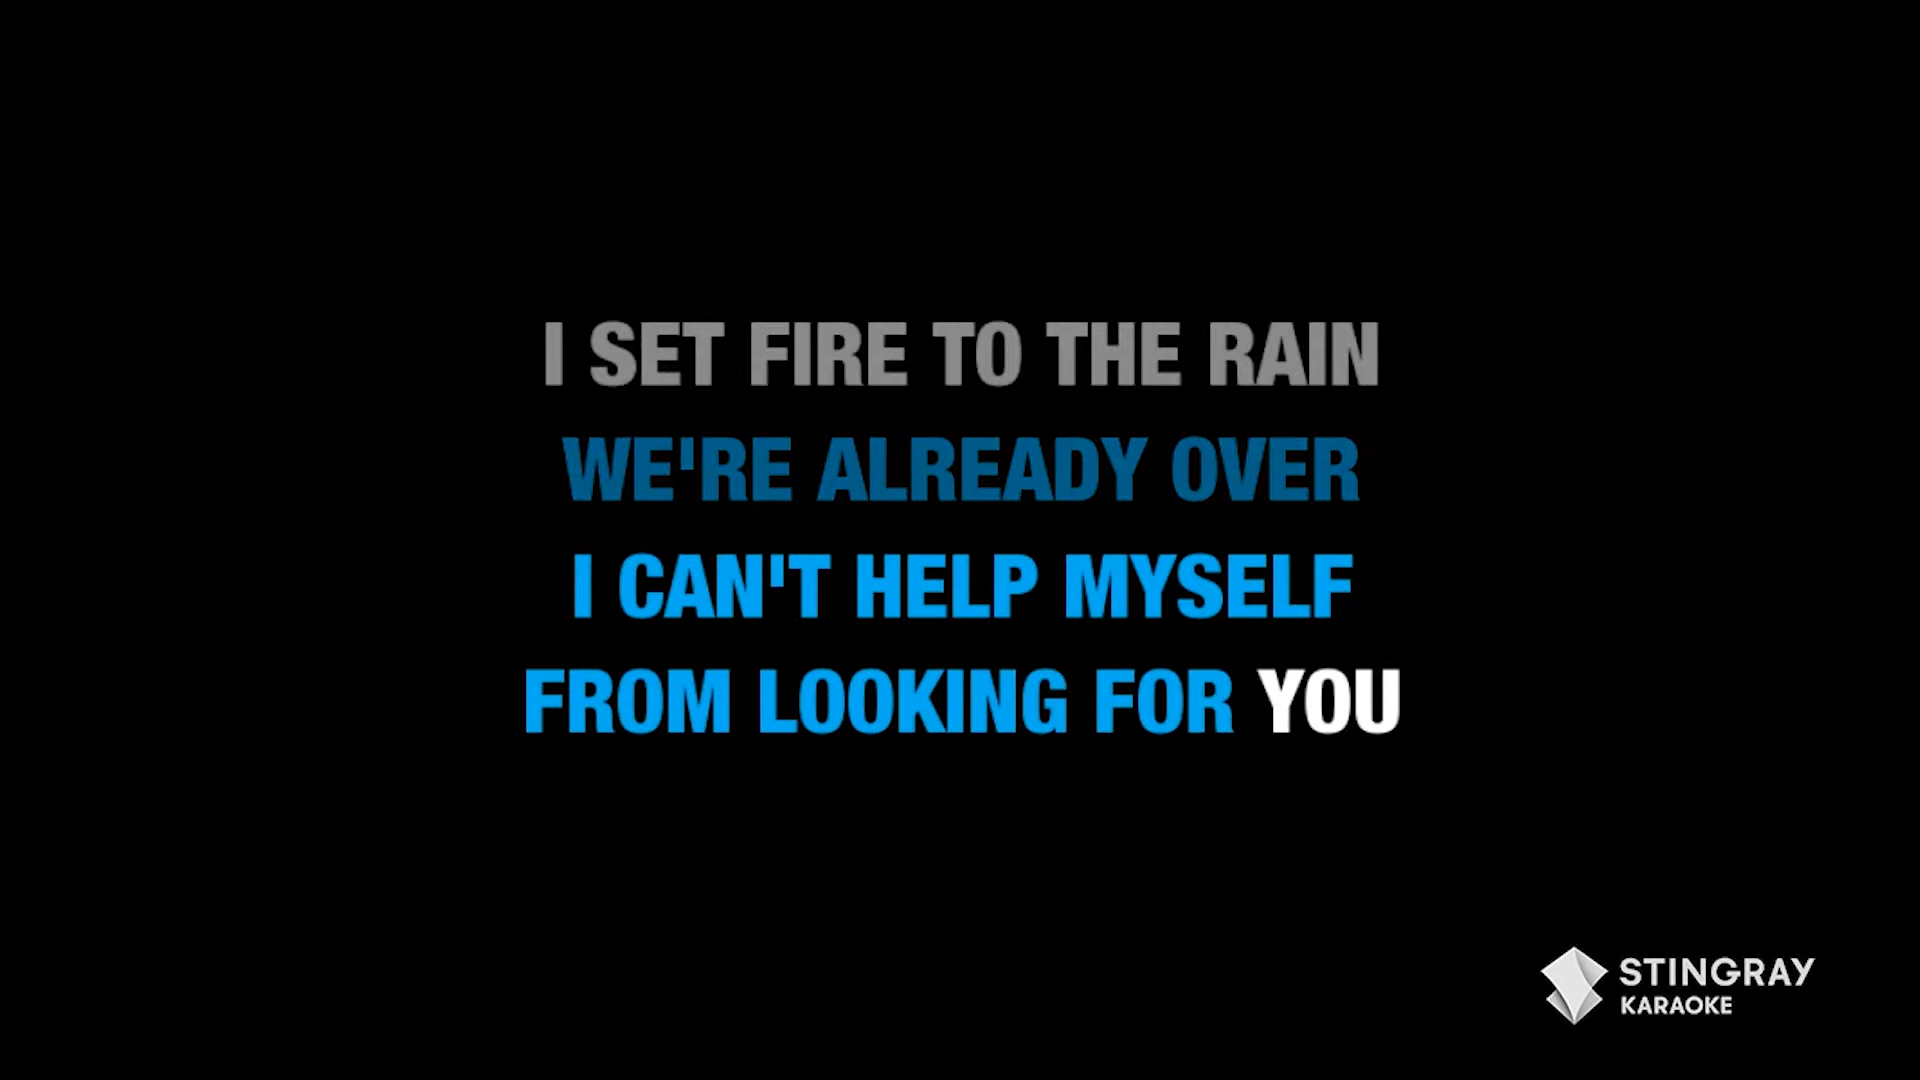 I SET FIRE TO THE RAIN
WE'RE ALREADY OVER
I CAN'T HELP MYSELF
FROM LOOKING FOR YOU
STINGRAY
KARAOKE